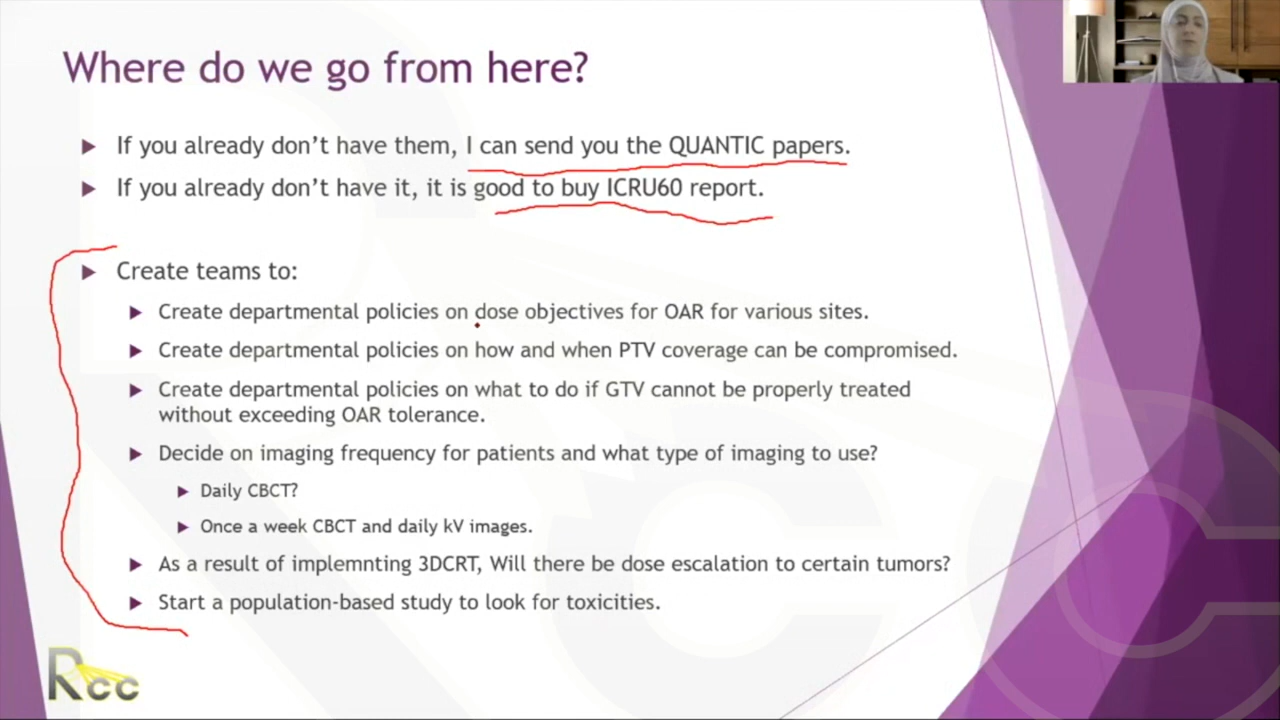 Where do we go from here?
If you already don't have them, I can send you the QUANTIC papers.
If you already don't have it, it is good to buy ICRU60 report.
Create teams to:
Create departmental policies on dose objectives for OAR for various sites.
Create departmental policies on how and when PTV coverage can be compromised.
Create departmental policies on what to do if GTV cannot be properly treated
without exceeding OAR tolerance.
Decide on imaging frequency for patients and what type of imaging to use?
Daily CBCT?
Once a week CBCT and daily kV images.
As a result of implemnting 3DCRT, Will there be dose escalation to certain tumors?
Start a population-based study to look for toxicities.
Rcc